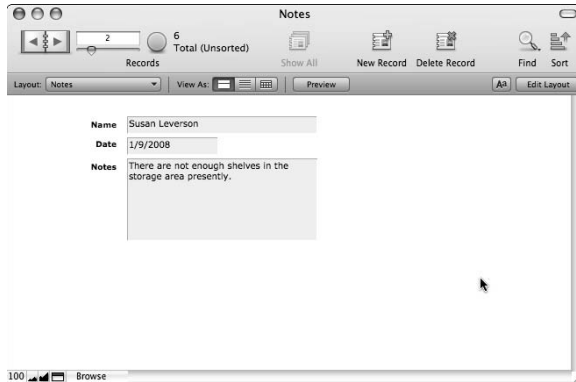 Notes
2
6
Total (Unsorted)
Records
Show All
New Record
Delete Record
Find
Sort
Layout: Notes
View As:
Preview
Aa
Edit Layout
Name
Susan Leverson
Date
1/9/2008
Notes
There are not enough shelves in the
storage area presently.
100
Browse